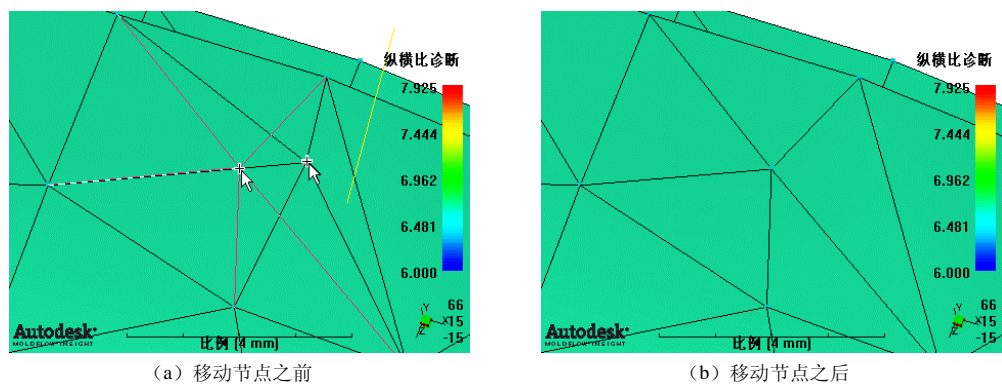 纵横比诊断
7.925
7.444
6.962
6.481
6.000
66
15
-15
Y
X
Z
Autodesk
MOLDFLOW INSIGHT
比例 (4 mm)
(a) 移动节点之前
纵横比诊断
7.925
7.444
6.962
6.481
6.000
66
15
-15
Y
X
Z
Autodesk
MOLDFLOW INSIGHT
比例 (4 mm)
(b) 移动节点之后